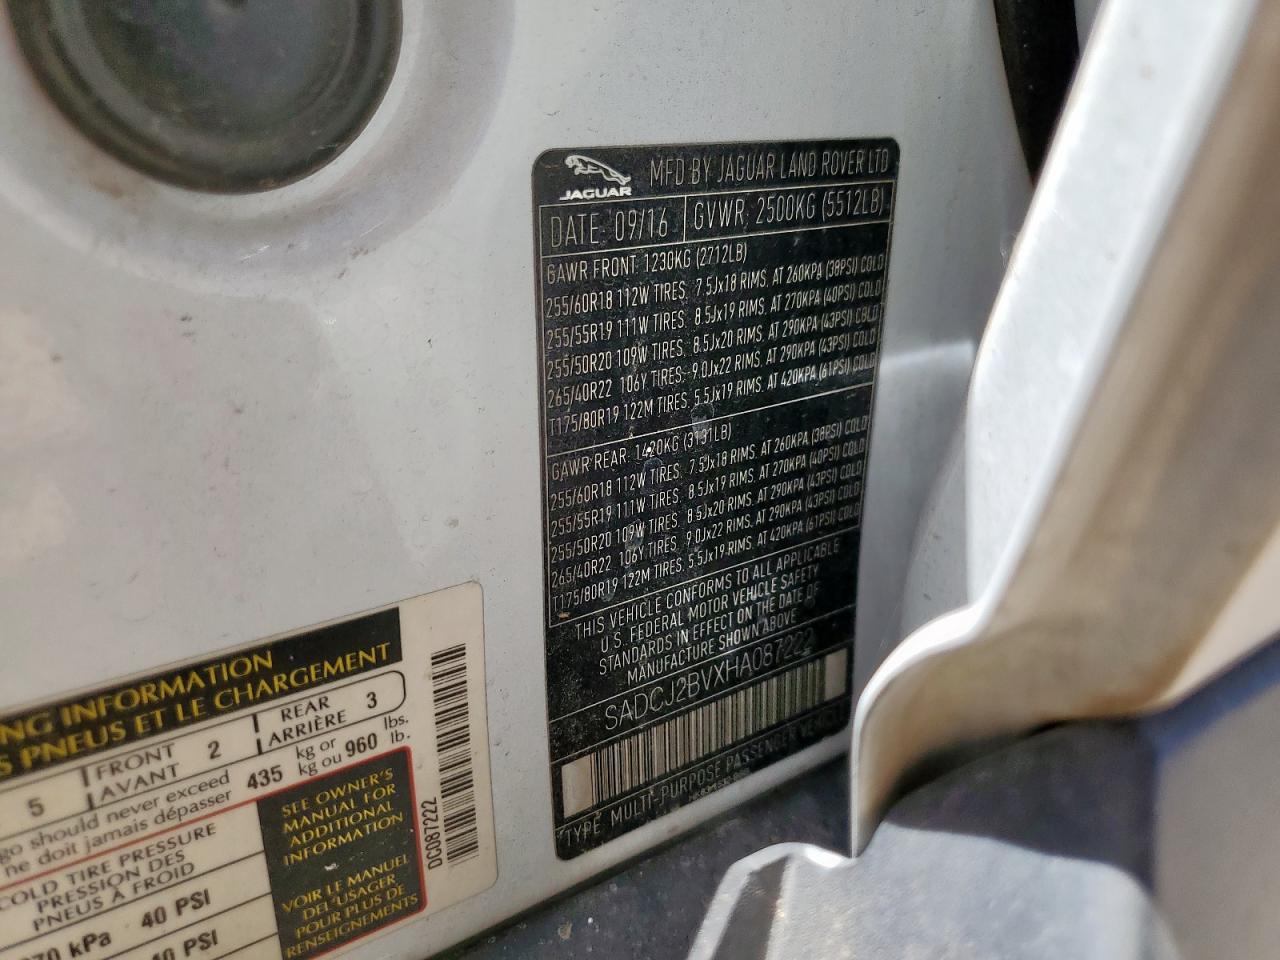 JAGUAR
MFD BY JAGUAR LAND ROVER LTD
DATE: 09/16 GVWR: 2500KG (5512LB)
GAWR FRONT: 1230KG (2712LB)
255/60R18 112W TIRES, 7.5Jx18 RIMS, AT 260KPA (38PSI) COLD
255/55R19 111W TIRES, 8.5Jx19 RIMS, AT 270KPA (40PSI) COLD
255/50R20 109W TIRES, 8.5Jx20 RIMS, AT 290KPA (43PSI) COLD
265/40R22 106Y TIRES, 9.0Jx22 RIMS, AT 290KPA (43PSI) COLD
T175/80R19 122M TIRES, 5.5Jx19 RIMS, AT 420KPA (61PSI) COLD
GAWR REAR: 1420KG (3131LB)
255/60R18 112W TIRES, 7.5Jx18 RIMS, AT 260KPA (38PSI) COLD
255/55R19 111W TIRES, 8.5Jx19 RIMS, AT 270KPA (40PSI) COLD
255/50R20 109W TIRES, 8.5Jx20 RIMS, AT 290KPA (43PSI) COLD
265/40R22 106Y TIRES, 9.0Jx22 RIMS, AT 290KPA (43PSI) COLD
T175/80R19 122M TIRES, 5.5Jx19 RIMS, AT 420KPA (61PSI) COLD
THIS VEHICLE CONFORMS TO ALL APPLICABLE
U.S. FEDERAL MOTOR VEHICLE SAFETY
STANDARDS IN EFFECT ON THE DATE OF
MANUFACTURE SHOWN ABOVE
SADCJ2BVXHA087222
TYPE: MULTI-PURPOSE PASSENGER VEHICLE
NG INFORMATION
S PNEUS ET LE CHARGEMENT
5 FRONT AVANT 2 REAR ARRIÈRE 3
go should never exceed 435 kg or 960 lbs.
ne doit jamais dépasser kg ou lb.
COLD TIRE PRESSURE
PRESSION DES
PNEUS À FROID
70 kPa 40 PSI
40 PSI
SEE OWNER'S
MANUAL FOR
ADDITIONAL
INFORMATION
VOIR LE MANUEL
DE L'USAGER
POUR PLUS DE
RENSEIGNEMENTS
DC087222